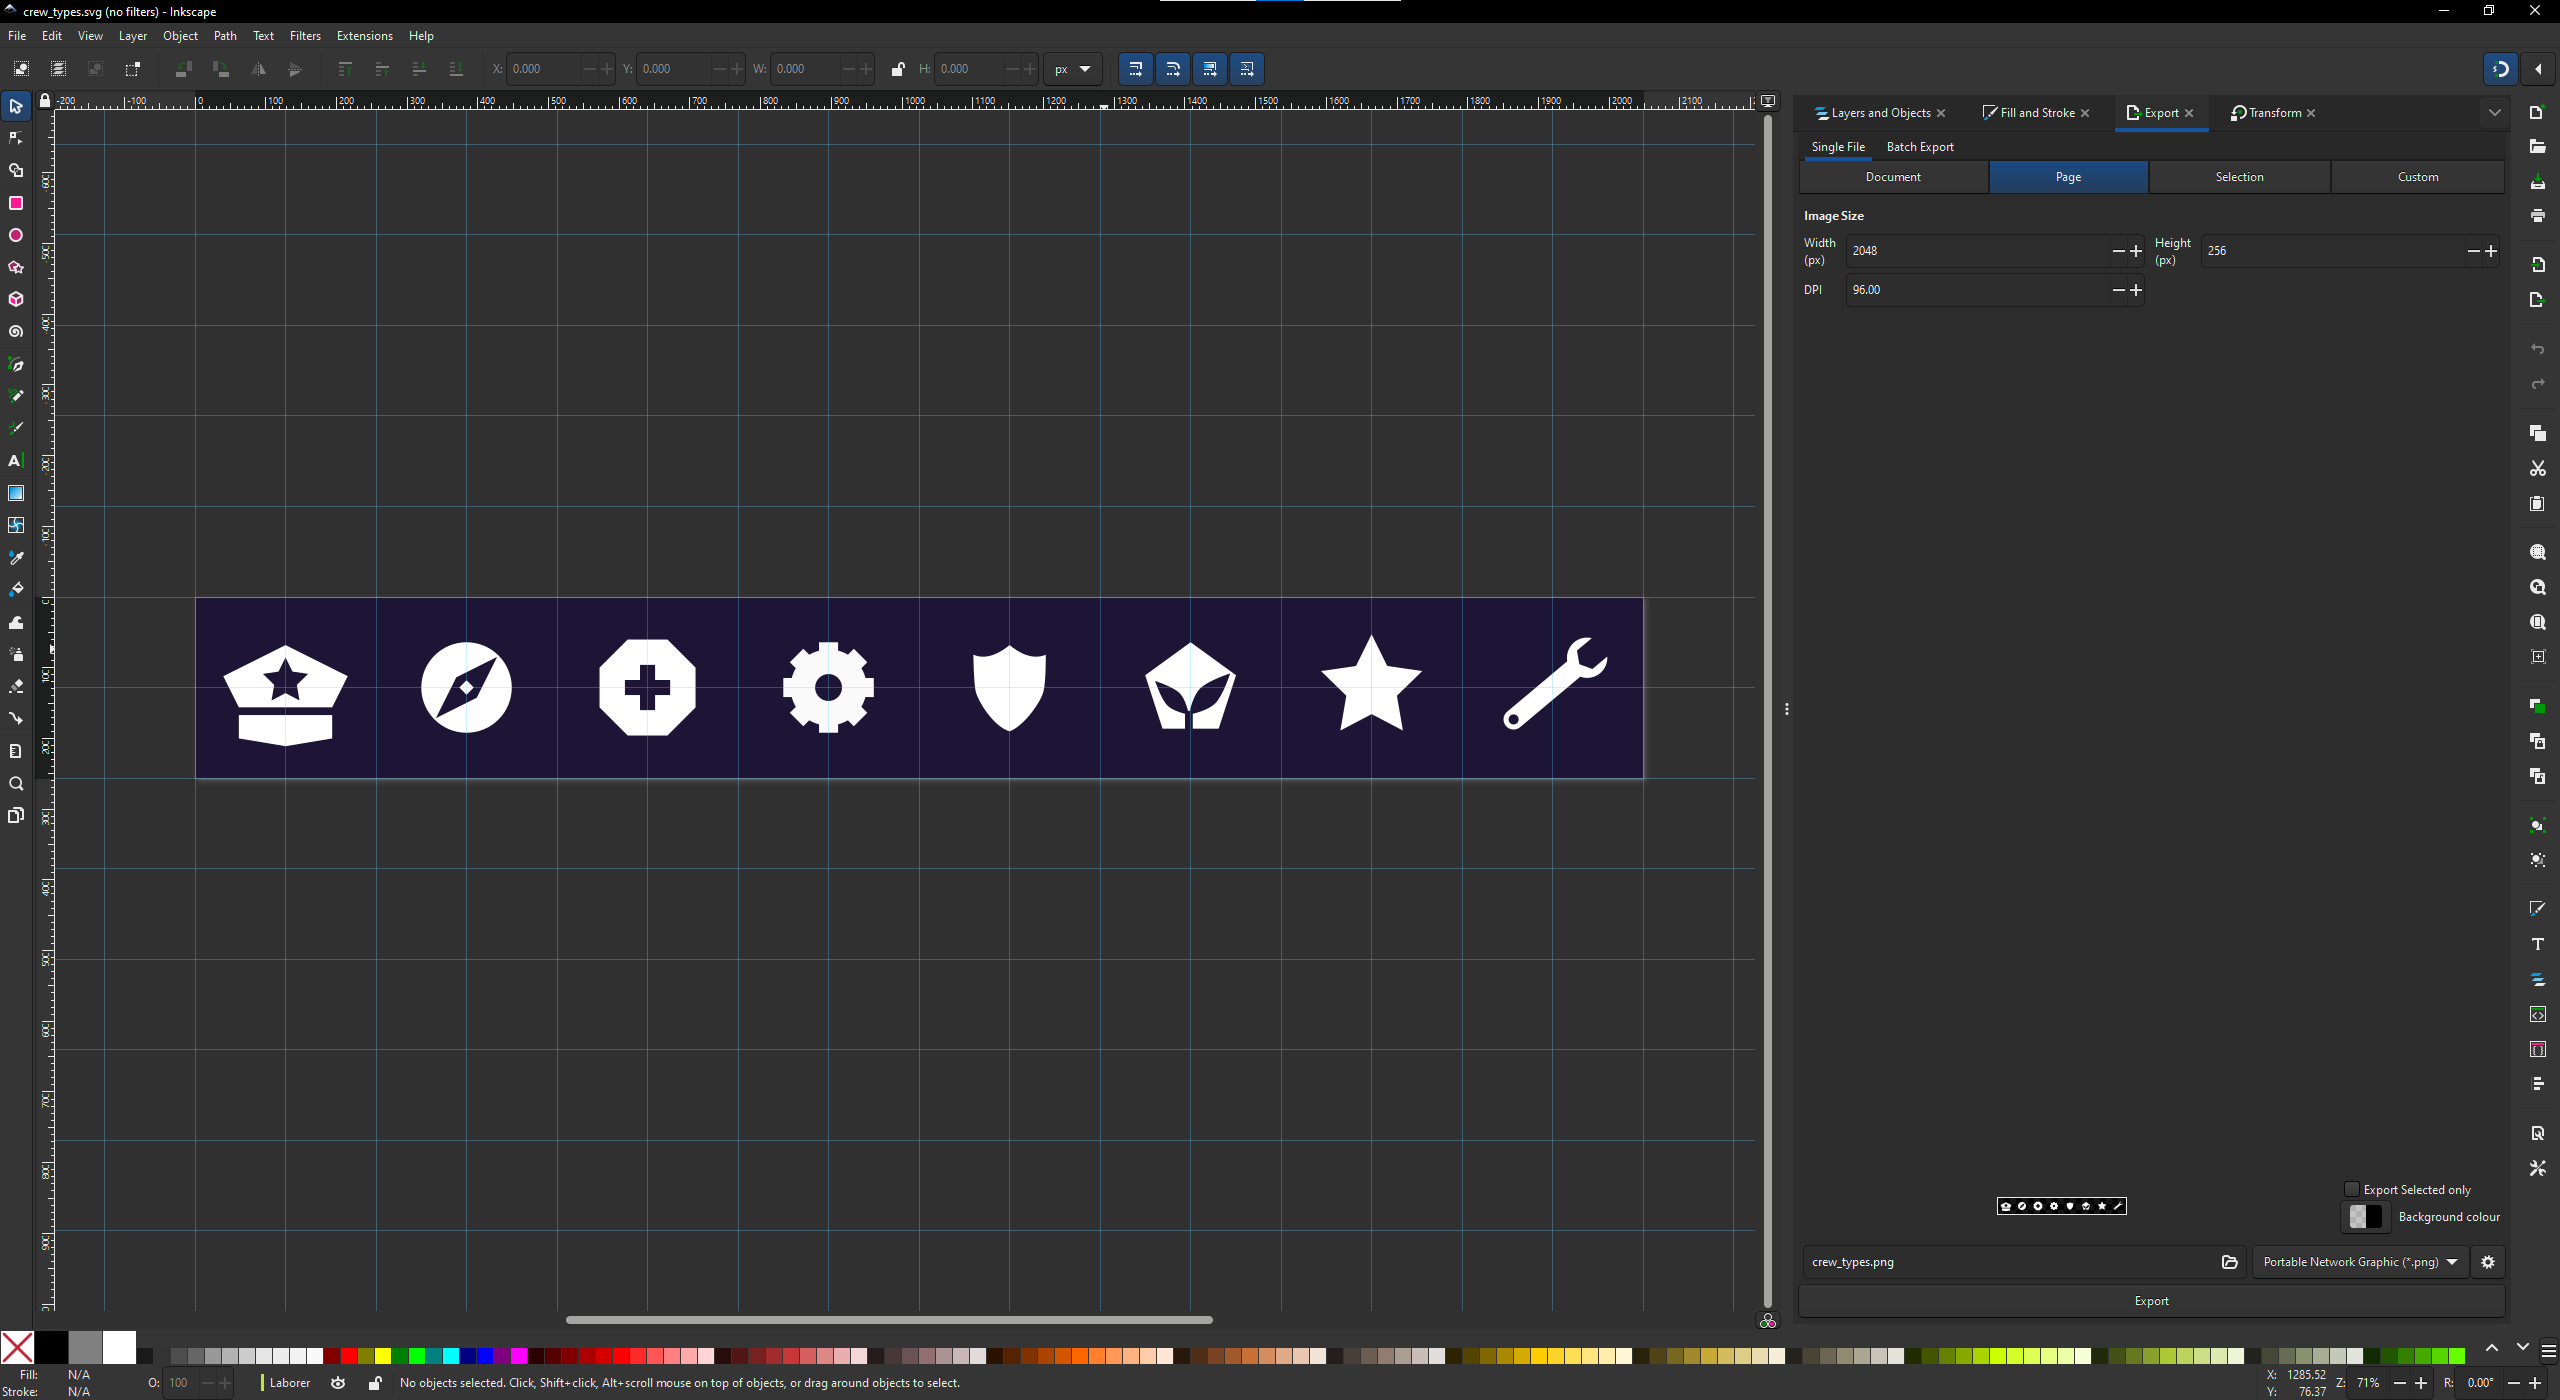 crew_types.svg (no filters) - Inkscape
File Edit View Layer Object Path Text Filters Extensions Help
X: 0.000 Y: 0.000 W: 0.000 H: 0.000 px
-200 -100 0 100 200 300 400 500 600 700 800 900 1000 1100 1200 1300 1400 1500 1600 1700 1800 1900 2000 2100
Layers and Objects Fill and Stroke Export Transform
Single File Batch Export
Document Page Selection Custom
Image Size
Width (px) 2048 Height (px) 256
DPI 96.00
Export Selected only
Background colour
crew_types.png Portable Network Graphic (*.png)
Export
Fill: N/A
Stroke: N/A
O: 100
Laborer
No objects selected. Click, Shift+click, Alt+scroll mouse on top of objects, or drag around objects to select.
X: 1285.52
Y: 76.37
Z: 71%
R: 0.00°